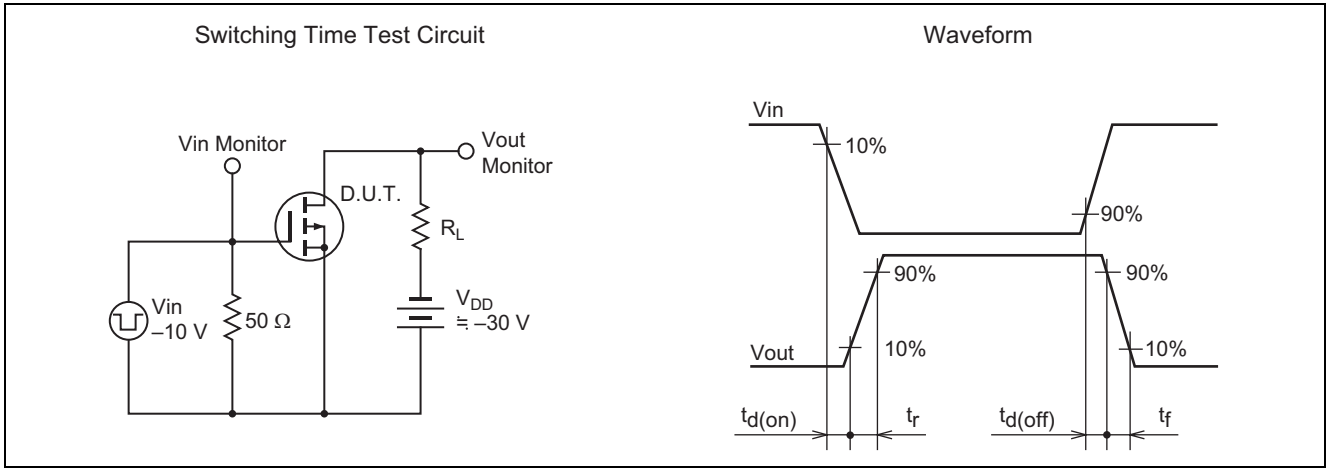 Switching Time Test Circuit
Vin Monitor
Vout
Monitor
D.U.T.
RL
Vin
–10 V
50 Ω
VDD
≒ –30 V
Waveform
Vin
10%
90%
90%
90%
Vout
10%
10%
td(on)
tr
td(off)
tf